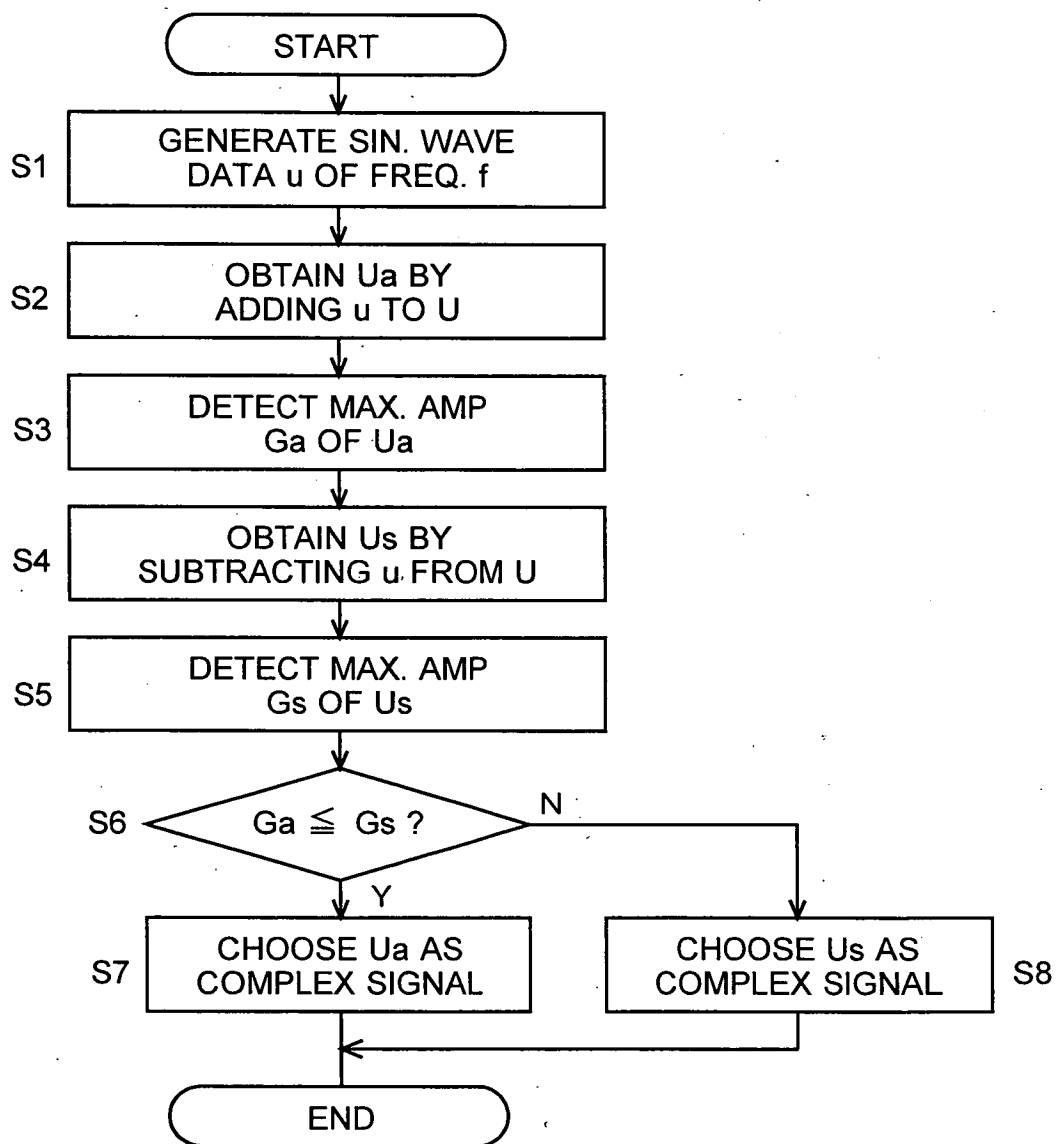 START
S1
GENERATE SIN. WAVE
DATA u OF FREQ. f
S2
OBTAIN Ua BY
ADDING u TO U
S3
DETECT MAX. AMP
Ga OF Ua
S4
OBTAIN Us BY
SUBTRACTING u FROM U
S5
DETECT MAX. AMP
Gs OF Us
S6
Ga ≦ Gs ?
N
Y
S7
CHOOSE Ua AS
COMPLEX SIGNAL
CHOOSE Us AS
COMPLEX SIGNAL
S8
END